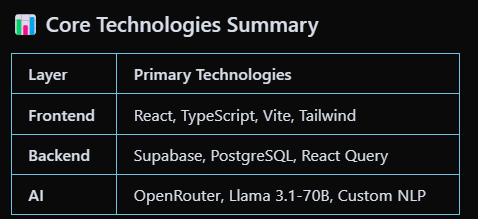 Core Technologies Summary
Layer Primary Technologies
Frontend React, TypeScript, Vite, Tailwind
Backend Supabase, PostgreSQL, React Query
AI OpenRouter, Llama 3.1-70B, Custom NLP